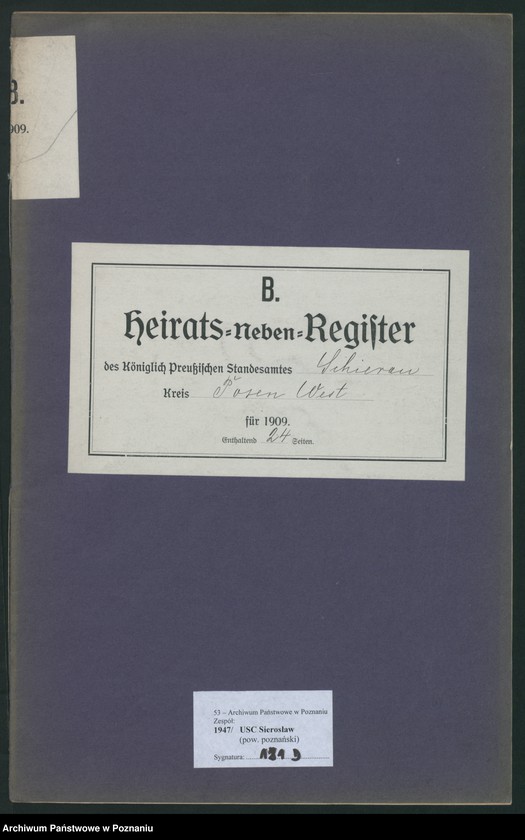 B.
909.
B.
Heirats-Neben-Regiſter
des Königlich Preußiſchen Standesamtes Schierau
Kreis Posen West
für 1909.
Enthaltend 24 Seiten.
53 – Archiwum Państwowe w Poznaniu
Zespół:
1947/ USC Sierosław
(pow. poznański)
Sygnatura:
Archiwum Państwowe w Poznaniu